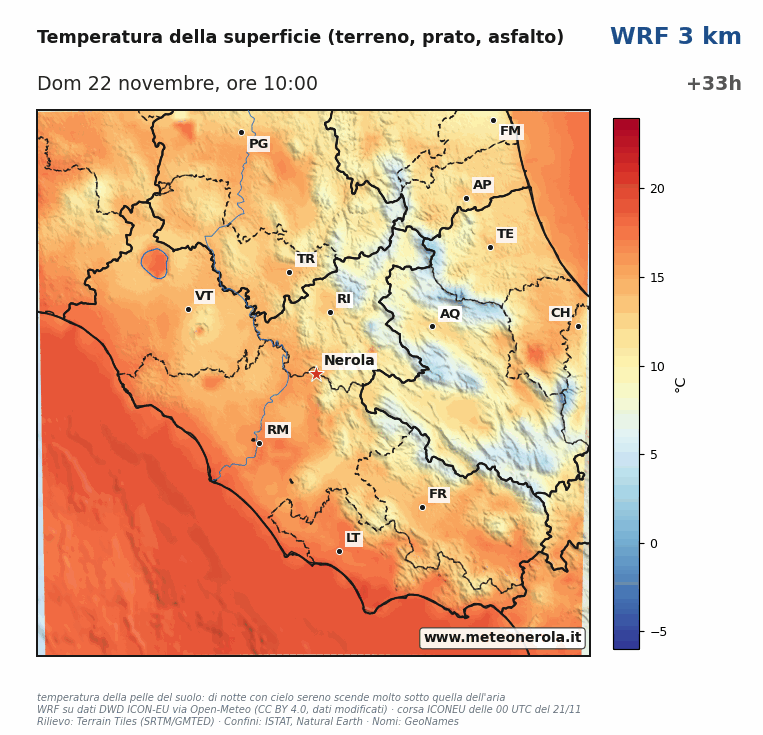 Temperatura della superficie (terreno, prato, asfalto)
WRF 3 km
Dom 22 novembre, ore 10:00
+33h
FM
PG
AP
TE
TR
RI
VT
AQ
CH
Nerola
RM
FR
LT
www.meteonerola.it
20
15
10
5
0
−5
°C
temperatura della pelle del suolo: di notte con cielo sereno scende molto sotto quella dell'aria
WRF su dati DWD ICON-EU via Open-Meteo (CC BY 4.0, dati modificati) · corsa ICONEU delle 00 UTC del 21/11
Rilievo: Terrain Tiles (SRTM/GMTED) · Confini: ISTAT, Natural Earth · Nomi: GeoNames